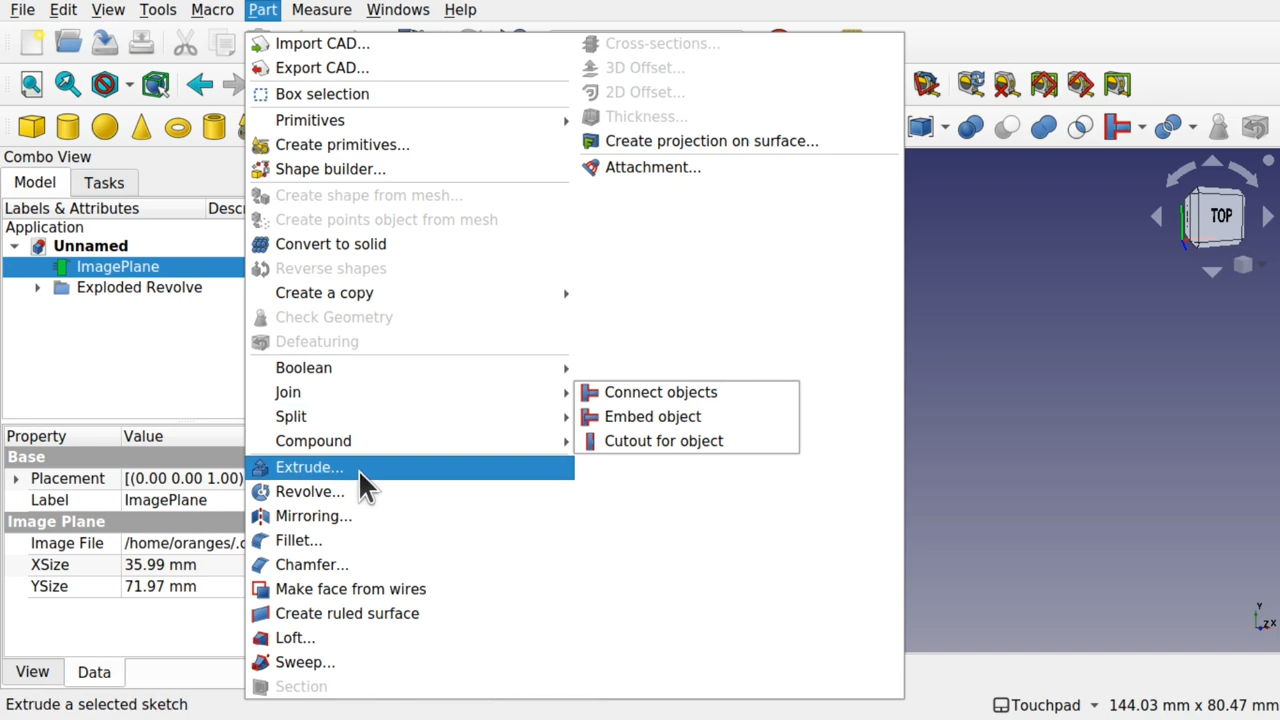 File Edit View Tools Macro Part Measure Windows Help
Import CAD...
Export CAD...
Box selection
Primitives
Create primitives...
Shape builder...
Create shape from mesh...
Create points object from mesh
Convert to solid
Reverse shapes
Create a copy
Check Geometry
Defeaturing
Boolean
Join
Split
Compound
Extrude...
Revolve...
Mirroring...
Fillet...
Chamfer...
Make face from wires
Create ruled surface
Loft...
Sweep...
Section
Cross-sections...
3D Offset...
2D Offset...
Thickness...
Create projection on surface...
Attachment...
Connect objects
Embed object
Cutout for object
Combo View
Model Tasks
Labels & Attributes Descr
Application
Unnamed
ImagePlane
Exploded Revolve
Property Value
Base
Placement [(0.00 0.00 1.00)
Label ImagePlane
Image Plane
Image File /home/oranges/.c
XSize 35.99 mm
YSize 71.97 mm
View Data
Extrude a selected sketch
TOP
Y
Z X
Touchpad 144.03 mm x 80.47 mm